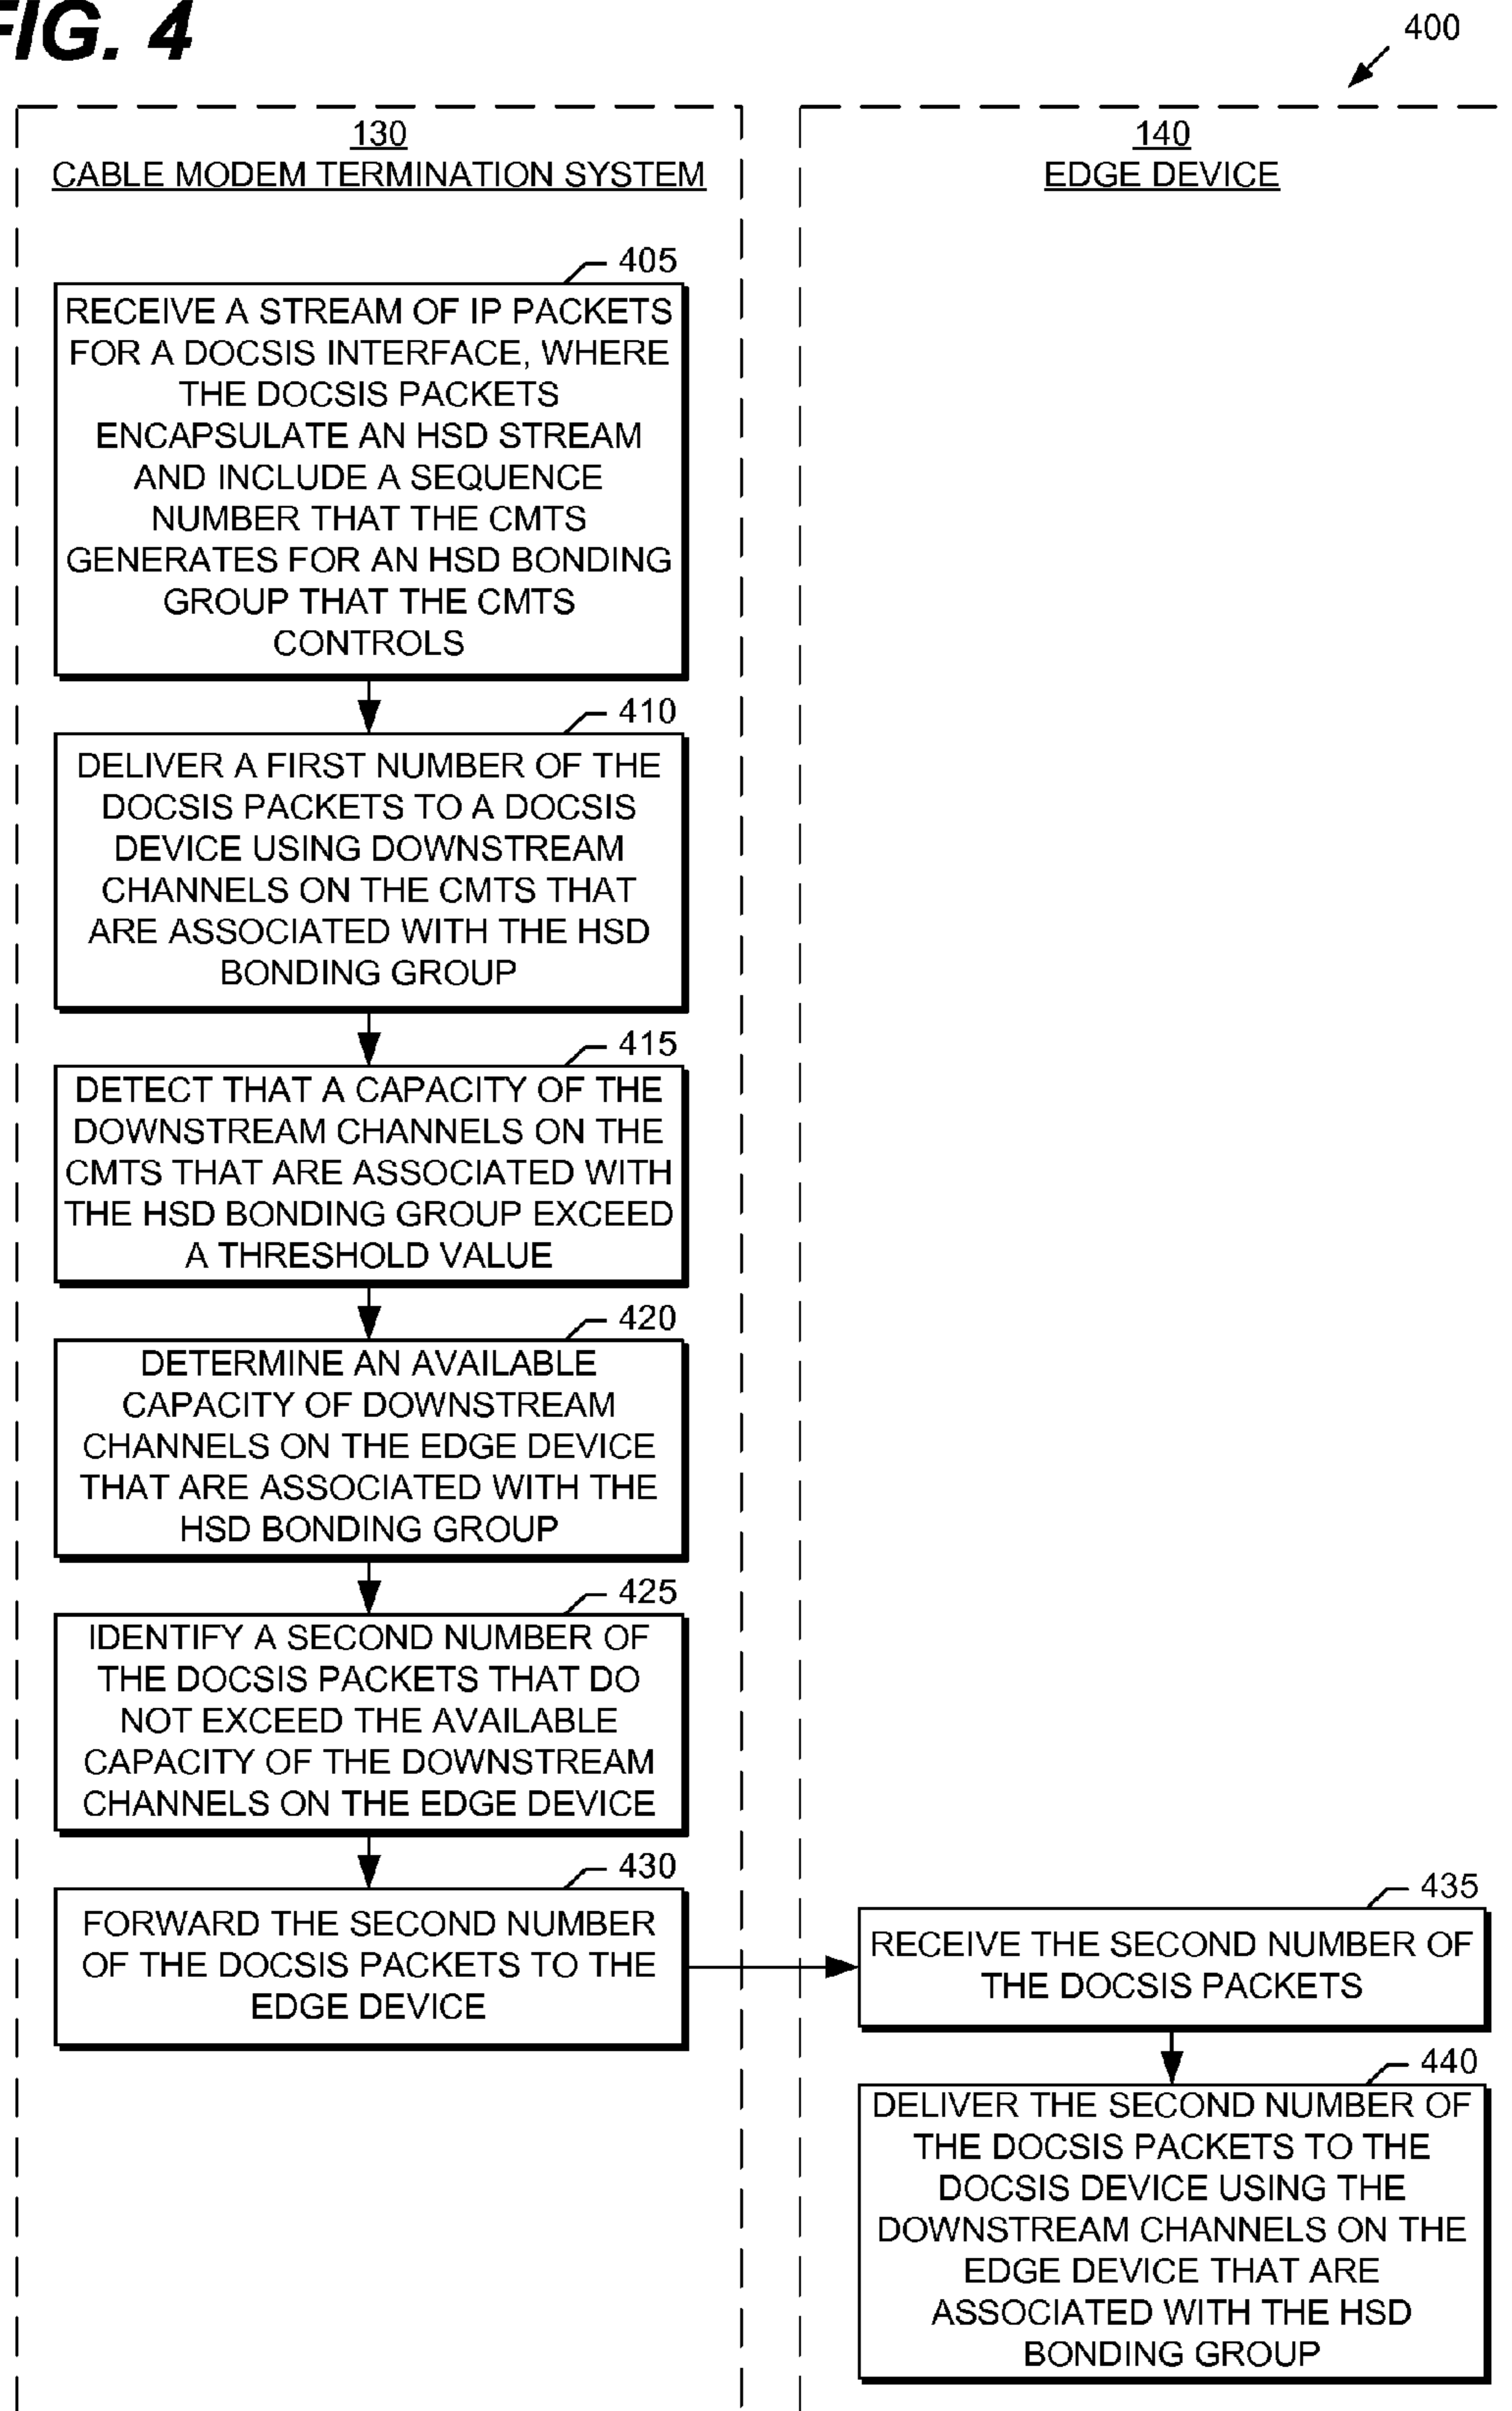 FIG. 4
400
130
CABLE MODEM TERMINATION SYSTEM
140
EDGE DEVICE
405
RECEIVE A STREAM OF IP PACKETS
FOR A DOCSIS INTERFACE, WHERE
THE DOCSIS PACKETS
ENCAPSULATE AN HSD STREAM
AND INCLUDE A SEQUENCE
NUMBER THAT THE CMTS
GENERATES FOR AN HSD BONDING
GROUP THAT THE CMTS
CONTROLS
410
DELIVER A FIRST NUMBER OF THE
DOCSIS PACKETS TO A DOCSIS
DEVICE USING DOWNSTREAM
CHANNELS ON THE CMTS THAT
ARE ASSOCIATED WITH THE HSD
BONDING GROUP
415
DETECT THAT A CAPACITY OF THE
DOWNSTREAM CHANNELS ON THE
CMTS THAT ARE ASSOCIATED WITH
THE HSD BONDING GROUP EXCEED
A THRESHOLD VALUE
420
DETERMINE AN AVAILABLE
CAPACITY OF DOWNSTREAM
CHANNELS ON THE EDGE DEVICE
THAT ARE ASSOCIATED WITH THE
HSD BONDING GROUP
425
IDENTIFY A SECOND NUMBER OF
THE DOCSIS PACKETS THAT DO
NOT EXCEED THE AVAILABLE
CAPACITY OF THE DOWNSTREAM
CHANNELS ON THE EDGE DEVICE
430
FORWARD THE SECOND NUMBER
OF THE DOCSIS PACKETS TO THE
EDGE DEVICE
435
RECEIVE THE SECOND NUMBER OF
THE DOCSIS PACKETS
440
DELIVER THE SECOND NUMBER OF
THE DOCSIS PACKETS TO THE
DOCSIS DEVICE USING THE
DOWNSTREAM CHANNELS ON THE
EDGE DEVICE THAT ARE
ASSOCIATED WITH THE HSD
BONDING GROUP